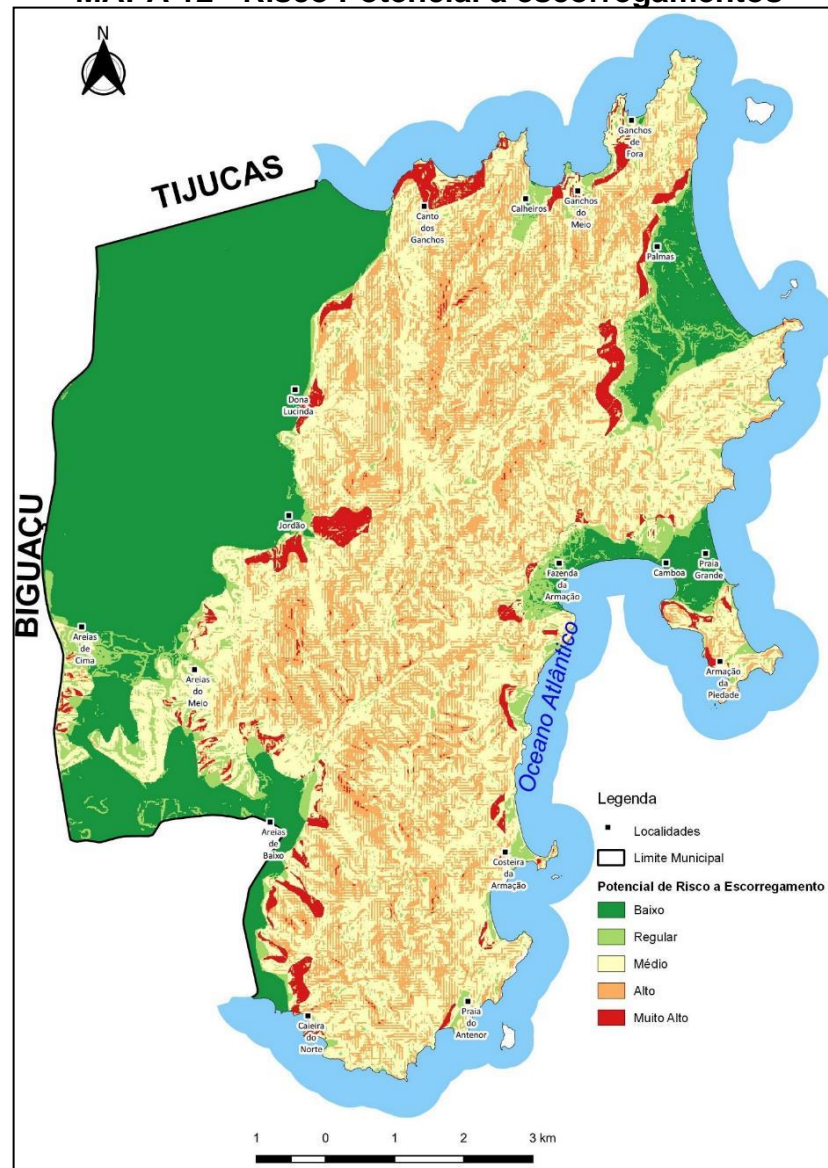 MAPA 12 - Risco Potencial a escorregamentos
N
TIJUCAS
BIGUAÇU
Ganchos
de
Fora
Canto
dos
Ganchos
Calheiros
Ganchos
do
Meio
Palmas
Dona
Lucinda
Jordão
Fazenda
da
Armação
Camboa
Praia
Grande
Areias
de
Cima
Areias
do
Meio
Armação
da
Piedade
Oceano Atlântico
Areias
de
Baixo
Costeira
da
Armação
Caieira
do
Norte
Praia
do
Antenor
Legenda
Localidades
Limite Municipal
Potencial de Risco a Escorregamento
Baixo
Regular
Médio
Alto
Muito Alto
1 0 1 2 3 km